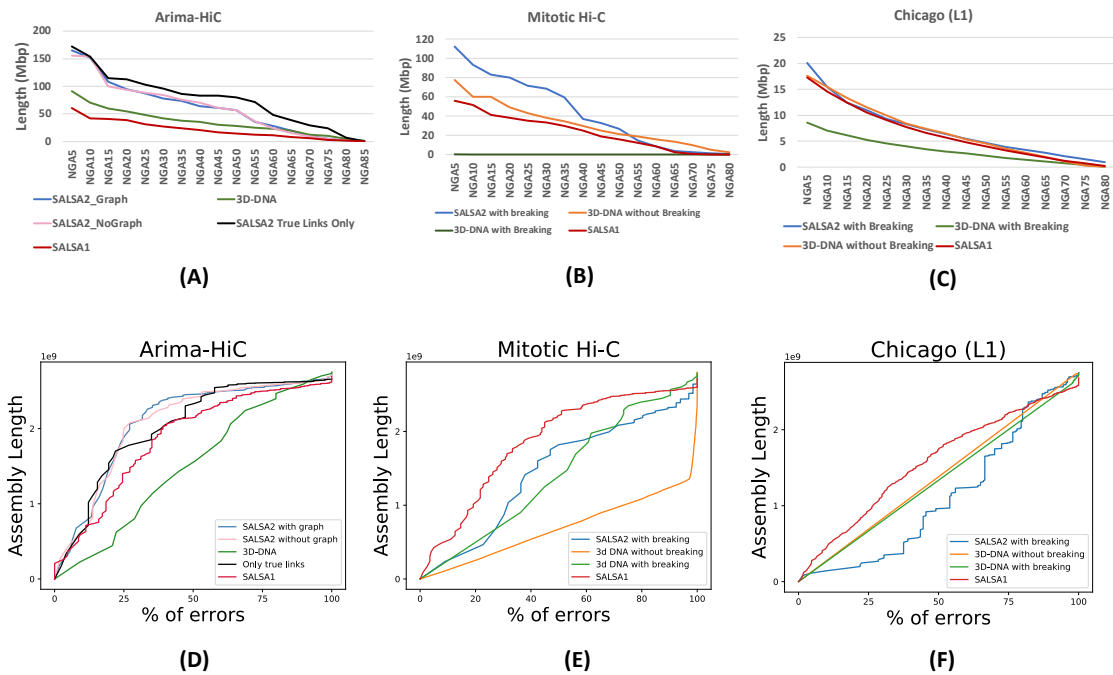 Arima-HiC
Length (Mbp)
200
150
100
50
0
NGA5
NGA10
NGA15
NGA20
NGA25
NGA30
NGA35
NGA40
NGA45
NGA50
NGA55
NGA60
NGA65
NGA70
NGA75
NGA80
NGA85
SALSA2_Graph
3D-DNA
SALSA2_NoGraph
SALSA2 True Links Only
SALSA1
(A)
Mitotic Hi-C
Length (Mbp)
120
100
80
60
40
20
0
NGA5
NGA10
NGA15
NGA20
NGA25
NGA30
NGA35
NGA40
NGA45
NGA50
NGA55
NGA60
NGA65
NGA70
NGA75
NGA80
SALSA2 with breaking
3D-DNA without Breaking
3D-DNA with Breaking
SALSA1
(B)
Chicago (L1)
Length (Mbp)
25
20
15
10
5
0
NGA5
NGA10
NGA15
NGA20
NGA25
NGA30
NGA35
NGA40
NGA45
NGA50
NGA55
NGA60
NGA65
NGA70
NGA75
NGA80
SALSA2 with Breaking
3D-DNA with Breaking
3D-DNA without Breaking
SALSA1
(C)
Arima-HiC
1e9
Assembly Length
2
1
0
0
25
50
75
100
% of errors
SALSA2 with graph
SALSA2 without graph
3D-DNA
Only true links
SALSA1
(D)
Mitotic Hi-C
1e9
Assembly Length
2
1
0
0
20
40
60
80
100
% of errors
SALSA2 with breaking
3d DNA without breaking
3d DNA with breaking
SALSA1
(E)
Chicago (L1)
1e9
Assembly Length
2
1
0
0
25
50
75
100
% of errors
SALSA2 with breaking
3D-DNA without breaking
3D-DNA with breaking
SALSA1
(F)